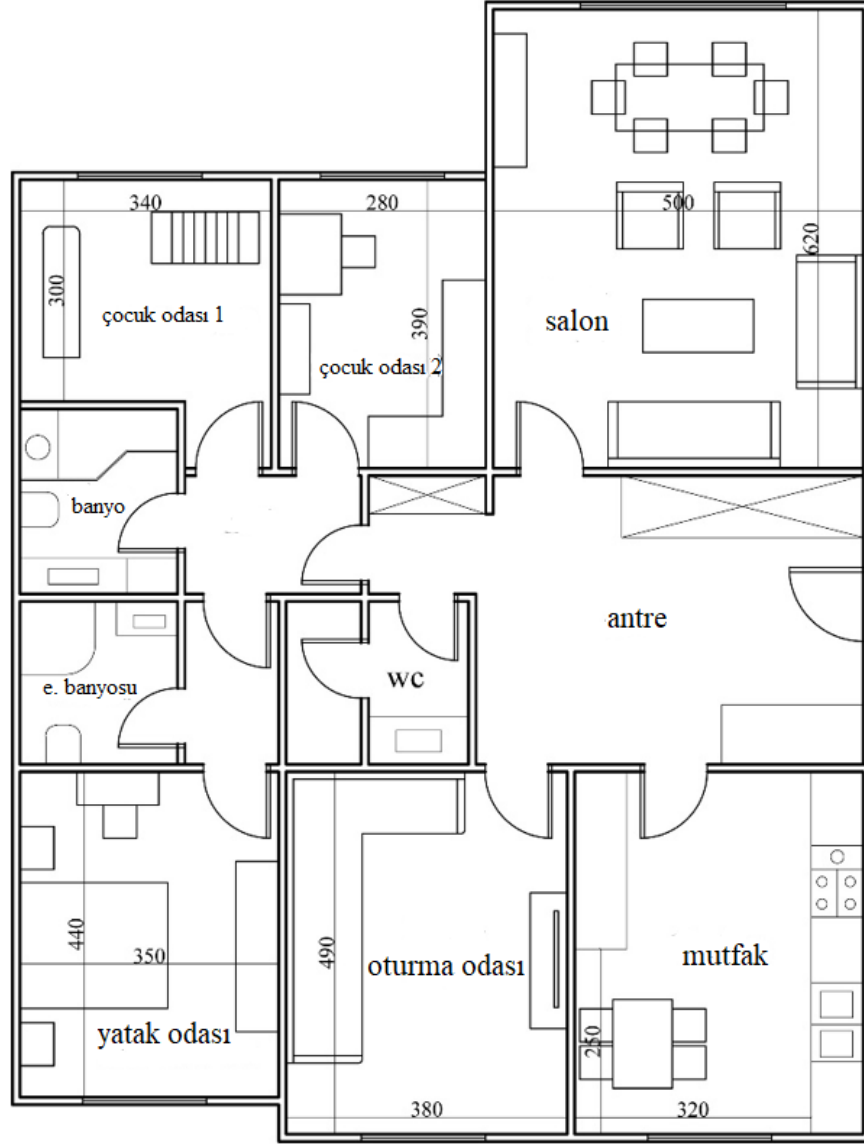 340
280
500
620
300
390
çocuk odası 1
salon
çocuk odası 2
banyo
antre
wc
e. banyosu
440
490
350
oturma odası
mutfak
yatak odası
250
380
320